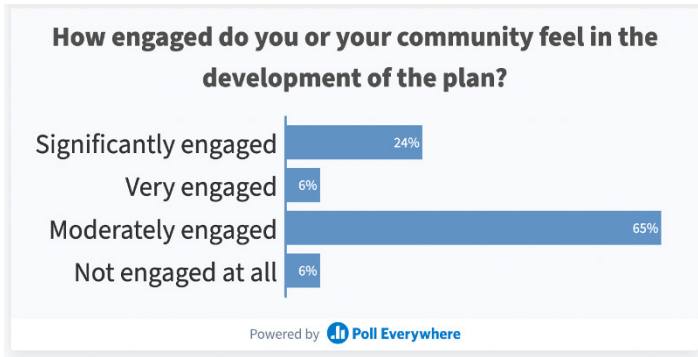 How engaged do you or your community feel in the
development of the plan?
Significantly engaged 24%
Very engaged 6%
Moderately engaged 65%
Not engaged at all 6%
Powered by Poll Everywhere